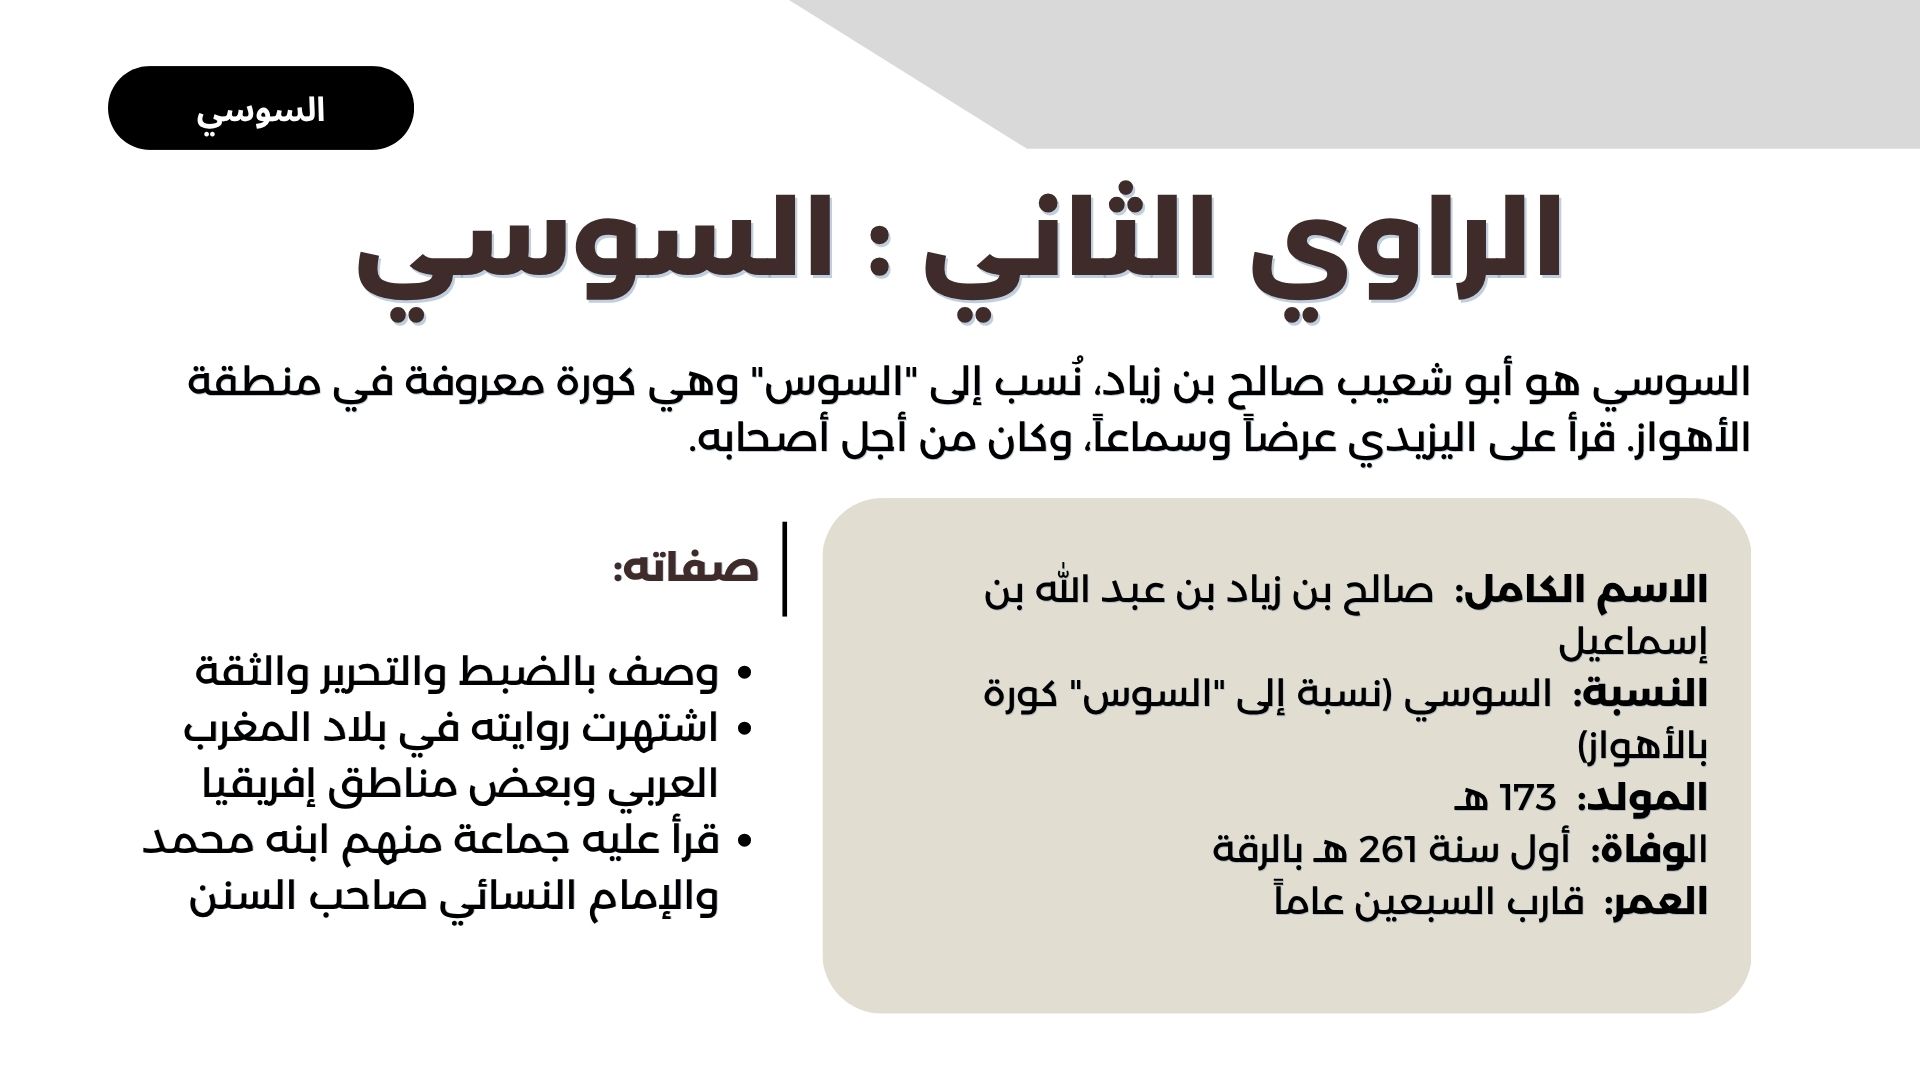 السوسي
الراوي الثاني : السوسي
السوسي هو أبو شعيب صالح بن زياد، نُسب إلى "السوس" وهي كورة معروفة في منطقة
الأهواز. قرأ على اليزيدي عرضاً وسماعاً، وكان من أجل أصحابه.
الاسم الكامل: صالح بن زياد بن عبد الله بن
إسماعيل
النسبة: السوسي (نسبة إلى "السوس" كورة
بالأهواز)
المولد: 173 هـ
الوفاة: أول سنة 261 هـ بالرقة
العمر: قارب السبعين عاماً
صفاته:
• وصف بالضبط والتحرير والثقة
• اشتهرت روايته في بلاد المغرب
العربي وبعض مناطق إفريقيا
• قرأ عليه جماعة منهم ابنه محمد
والإمام النسائي صاحب السنن